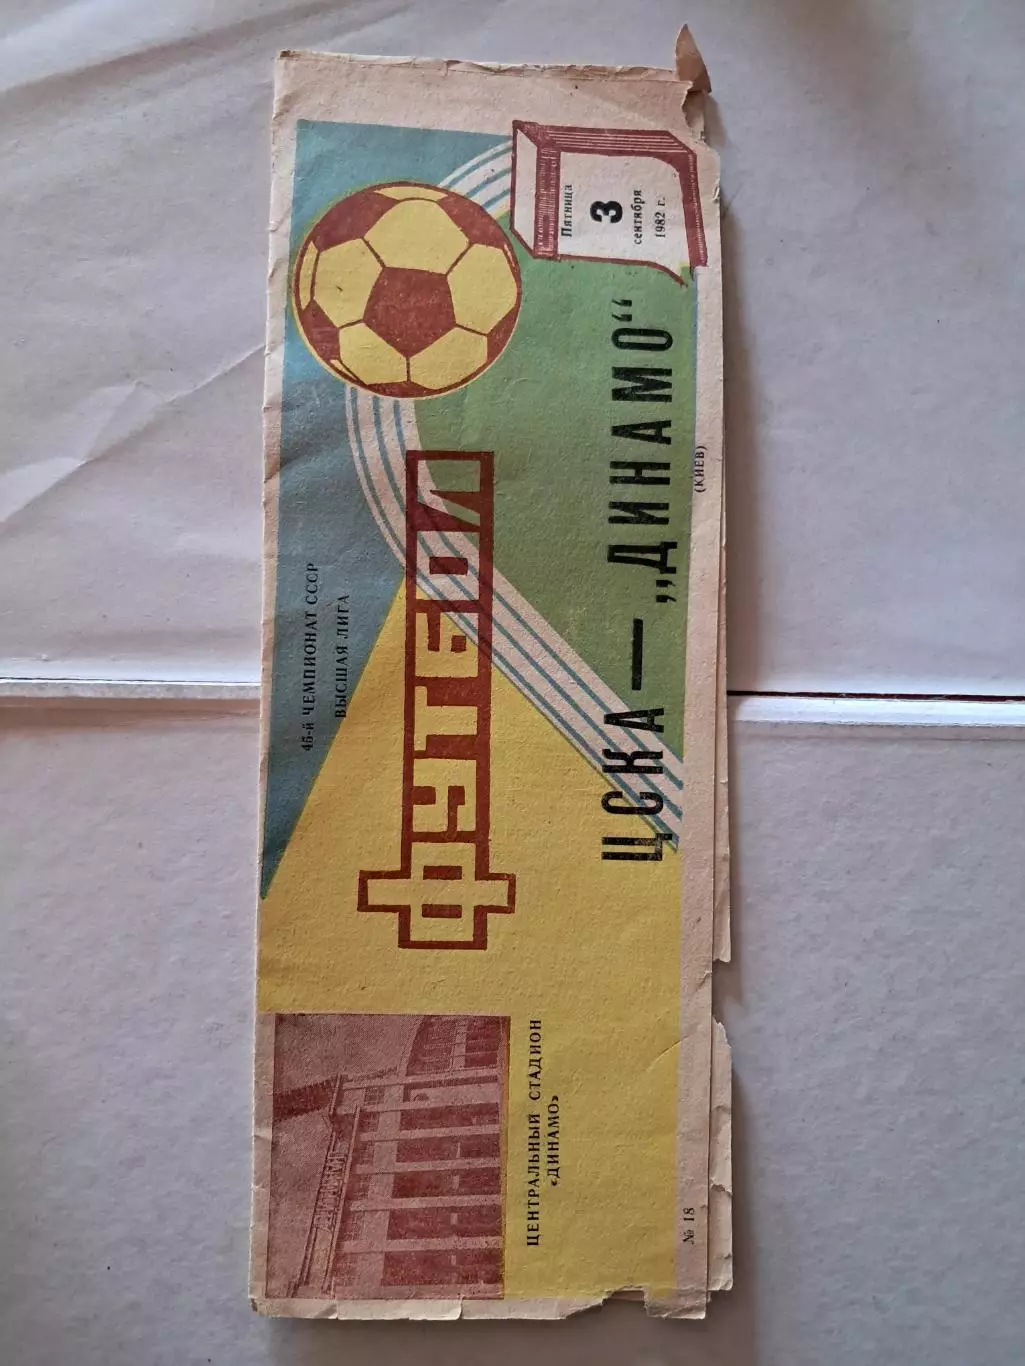 45-й ЧЕМПИОНАТ СССР
ВЫСШАЯ ЛИГА
Пятница
3
сентября
1982 г.
ФУТБОЛ
ЦЕНТРАЛЬНЫЙ СТАДИОН
«ДИНАМО»
ЦСКА — „ДИНАМО“
(КИЕВ)
№ 18